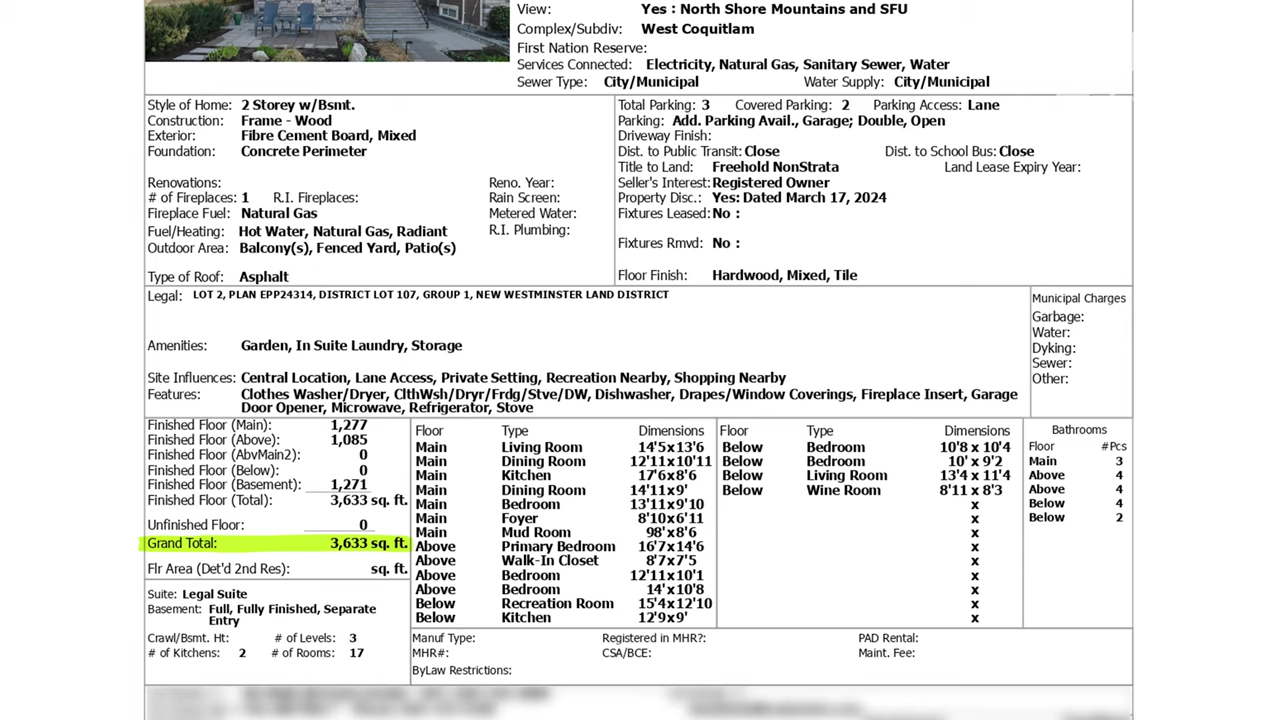 View: Yes : North Shore Mountains and SFU
Complex/Subdiv: West Coquitlam
First Nation Reserve:
Services Connected: Electricity, Natural Gas, Sanitary Sewer, Water
Sewer Type: City/Municipal Water Supply: City/Municipal
Style of Home: 2 Storey w/Bsmt.
Construction: Frame - Wood
Exterior: Fibre Cement Board, Mixed
Foundation: Concrete Perimeter
Renovations: Reno. Year:
# of Fireplaces: 1 R.I. Fireplaces: Rain Screen:
Fireplace Fuel: Natural Gas Metered Water:
Fuel/Heating: Hot Water, Natural Gas, Radiant R.I. Plumbing:
Outdoor Area: Balcony(s), Fenced Yard, Patio(s)
Type of Roof: Asphalt
Total Parking: 3 Covered Parking: 2 Parking Access: Lane
Parking: Add. Parking Avail., Garage; Double, Open
Driveway Finish:
Dist. to Public Transit: Close Dist. to School Bus: Close
Title to Land: Freehold NonStrata Land Lease Expiry Year:
Seller's Interest: Registered Owner
Property Disc.: Yes: Dated March 17, 2024
Fixtures Leased: No :
Fixtures Rmvd: No :
Floor Finish: Hardwood, Mixed, Tile
Legal: LOT 2, PLAN EPP24314, DISTRICT LOT 107, GROUP 1, NEW WESTMINSTER LAND DISTRICT
Amenities: Garden, In Suite Laundry, Storage
Site Influences: Central Location, Lane Access, Private Setting, Recreation Nearby, Shopping Nearby
Features: Clothes Washer/Dryer, ClthWsh/Dryr/Frdg/Stve/DW, Dishwasher, Drapes/Window Coverings, Fireplace Insert, Garage
Door Opener, Microwave, Refrigerator, Stove
Municipal Charges
Garbage:
Water:
Dyking:
Sewer:
Other:
Finished Floor (Main): 1,277
Finished Floor (Above): 1,085
Finished Floor (AbvMain2): 0
Finished Floor (Below): 0
Finished Floor (Basement): 1,271
Finished Floor (Total): 3,633 sq. ft.
Unfinished Floor: 0
Grand Total: 3,633 sq. ft.
Flr Area (Det'd 2nd Res): sq. ft.
Suite: Legal Suite
Basement: Full, Fully Finished, Separate
Entry
Crawl/Bsmt. Ht: # of Levels: 3
# of Kitchens: 2 # of Rooms: 17
Floor Type Dimensions
Main Living Room 14'5x13'6
Main Dining Room 12'11x10'11
Main Kitchen 17'6x8'6
Main Dining Room 14'11x9'
Main Bedroom 13'11x9'10
Main Foyer 8'10x6'11
Main Mud Room 98'x8'6
Above Primary Bedroom 16'7x14'6
Above Walk-In Closet 8'7x7'5
Above Bedroom 12'11x10'1
Above Bedroom 14'x10'8
Below Recreation Room 15'4x12'10
Below Kitchen 12'9x9'
Floor Type Dimensions
Below Bedroom 10'8 x 10'4
Below Bedroom 10' x 9'2
Below Living Room 13'4 x 11'4
Below Wine Room 8'11 x 8'3
x
x
x
x
x
x
x
x
x
Bathrooms
Floor #Pcs
Main 3
Above 4
Above 4
Below 4
Below 2
Manuf Type: Registered in MHR?: PAD Rental:
MHR#: CSA/BCE: Maint. Fee:
ByLaw Restrictions: